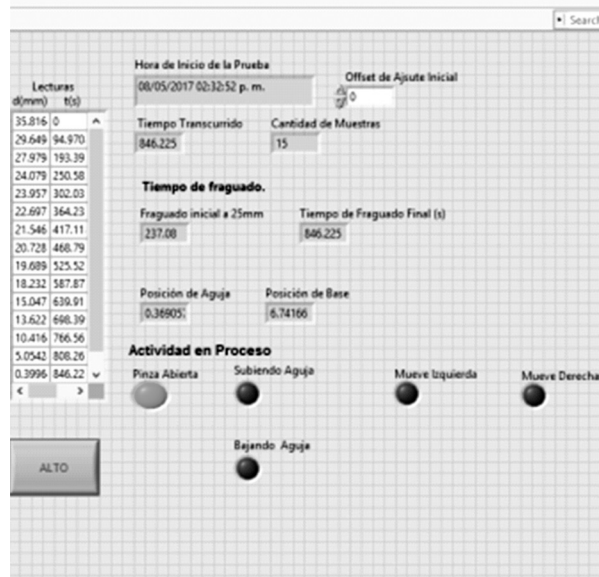 Search
Hora de Inicio de la Prueba
08/05/2017 02:32:52 p. m.
Offset de Ajsute Inicial
0
Lecturas
d(mm) t(s)
35.816 0
29.649 94.970
27.979 193.39
24.079 250.58
23.957 302.03
22.697 364.23
21.546 417.11
20.728 468.79
19.689 525.52
18.232 587.87
15.047 639.91
13.622 698.39
10.416 766.56
5.0542 808.26
0.3996 846.22
Tiempo Transcurrido Cantidad de Muestras
846.225 15
Tiempo de fraguado.
Fraguado inicial a 25mm Tiempo de Fraguado Final (s)
237.08 846.225
Posición de Aguja Posición de Base
0.36905 6.74166
Actividad en Proceso
Pinza Abierta Subiendo Aguja Mueve Izquierda Mueve Derecha
Bajando Aguja
ALTO